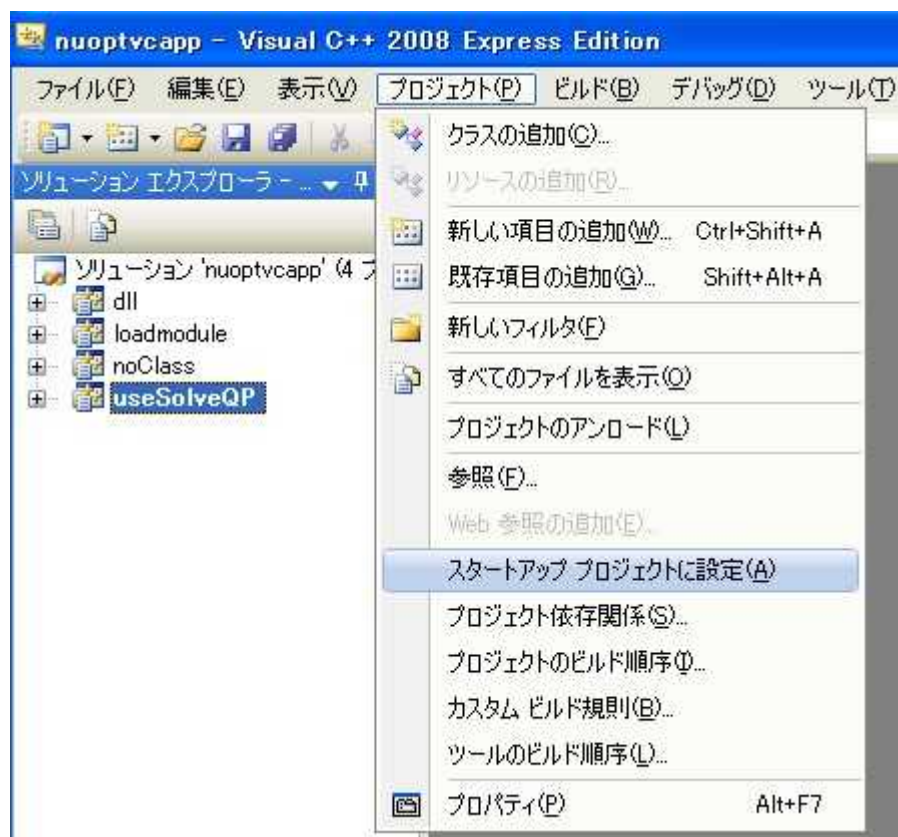 nuoptvcapp - Visual C++ 2008 Express Edition
ファイル(F) 編集(E) 表示(V) プロジェクト(P) ビルド(B) デバッグ(D) ツール(T)
ソリューション エクスプローラ - ...
ソリューション 'nuoptvcapp' (4 プ
dll
loadmodule
noClass
useSolveQP
クラスの追加(C)...
リソースの追加(R)...
新しい項目の追加(W)... Ctrl+Shift+A
既存項目の追加(G)... Shift+Alt+A
新しいフィルタ(F)
すべてのファイルを表示(O)
プロジェクトのアンロード(L)
参照(F)...
Web 参照の追加(E)...
スタートアップ プロジェクトに設定(A)
プロジェクト依存関係(S)...
プロジェクトのビルド順序(I)...
カスタム ビルド規則(B)...
ツールのビルド順序(L)...
プロパティ(P) Alt+F7